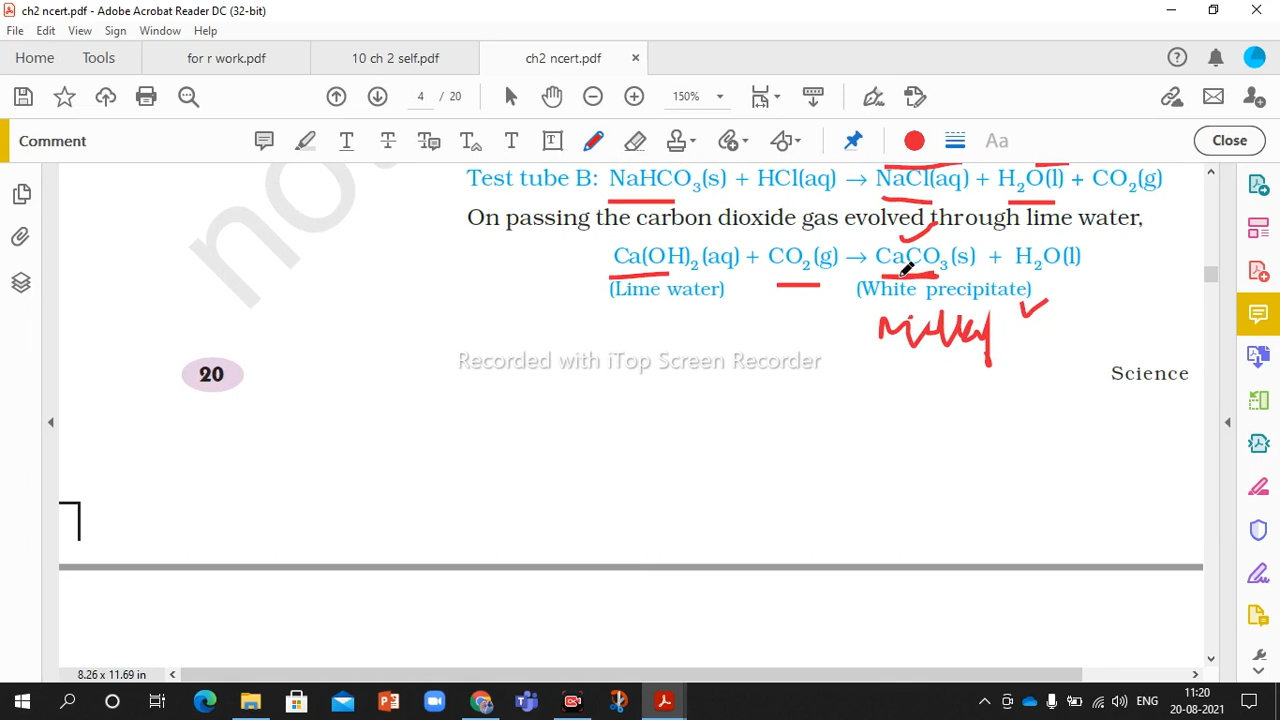 ch2 ncert.pdf - Adobe Acrobat Reader DC (32-bit)
File Edit View Sign Window Help
Home Tools for r work.pdf 10 ch 2 self.pdf ch2 ncert.pdf ×
4 / 20 150%
Comment Aa Close
not
Test tube B: NaHCO₃(s) + HCl(aq) → NaCl(aq) + H₂O(l) + CO₂(g)
On passing the carbon dioxide gas evolved through lime water,
Ca(OH)₂(aq) + CO₂(g) → CaCO₃(s) + H₂O(l)
(Lime water) (White precipitate)
Milky
Recorded with iTop Screen Recorder
20 Science
8.26 x 11.69 in
ENG 11:20
20-08-2021